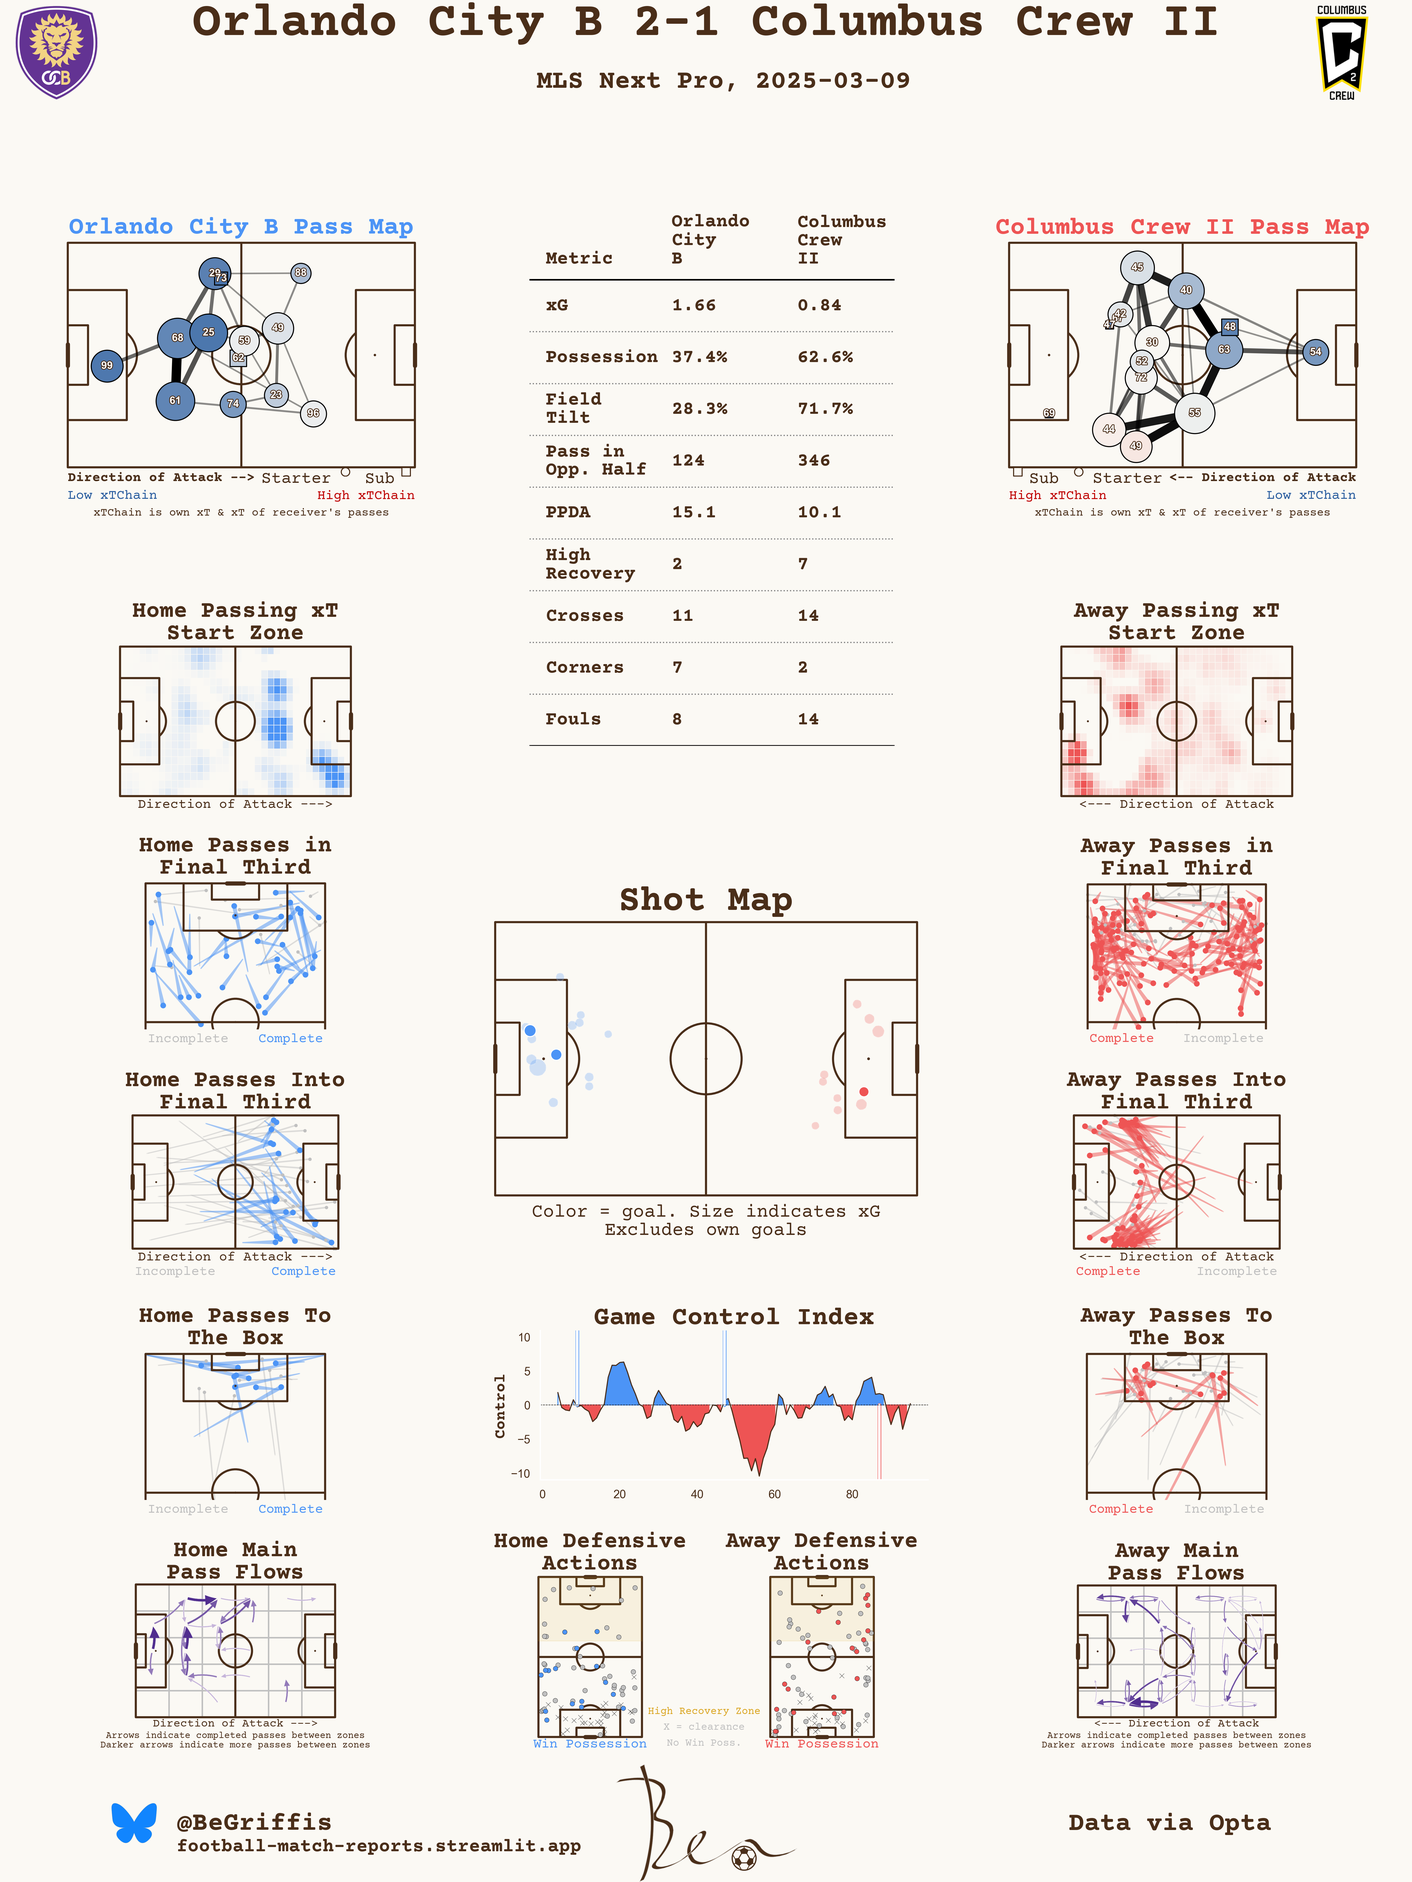 Orlando City B 2-1 Columbus Crew II
MLS Next Pro, 2025-03-09
OCB
COLUMBUS
2
CREW
Orlando City B Pass Map
99
68
61
29
73
25
59
62
74
49
23
88
96
Direction of Attack --> Starter Sub
Low xTChain High xTChain
xTChain is own xT & xT of receiver's passes
Metric Orlando City B Columbus Crew II
xG 1.66 0.84
Possession 37.4% 62.6%
Field Tilt 28.3% 71.7%
Pass in Opp. Half 124 346
PPDA 15.1 10.1
High Recovery 2 7
Crosses 11 14
Corners 7 2
Fouls 8 14
Columbus Crew II Pass Map
45
40
42
47
48
30
63
54
52
72
69
55
44
49
Sub Starter <-- Direction of Attack
High xTChain Low xTChain
xTChain is own xT & xT of receiver's passes
Home Passing xT
Start Zone
Direction of Attack --->
Home Passes in
Final Third
Incomplete Complete
Home Passes Into
Final Third
Direction of Attack --->
Incomplete Complete
Home Passes To
The Box
Incomplete Complete
Home Main
Pass Flows
Direction of Attack --->
Arrows indicate completed passes between zones
Darker arrows indicate more passes between zones
Shot Map
Color = goal. Size indicates xG
Excludes own goals
Game Control Index
Control
10
5
0
−5
−10
0 20 40 60 80
Home Defensive
Actions
Win Possession
Away Defensive
Actions
Win Possession
High Recovery Zone
X = clearance
No Win Poss.
Away Passing xT
Start Zone
<--- Direction of Attack
Away Passes in
Final Third
Complete Incomplete
Away Passes Into
Final Third
<--- Direction of Attack
Complete Incomplete
Away Passes To
The Box
Complete Incomplete
Away Main
Pass Flows
<--- Direction of Attack
Arrows indicate completed passes between zones
Darker arrows indicate more passes between zones
@BeGriffis
football-match-reports.streamlit.app
Ben
Data via Opta